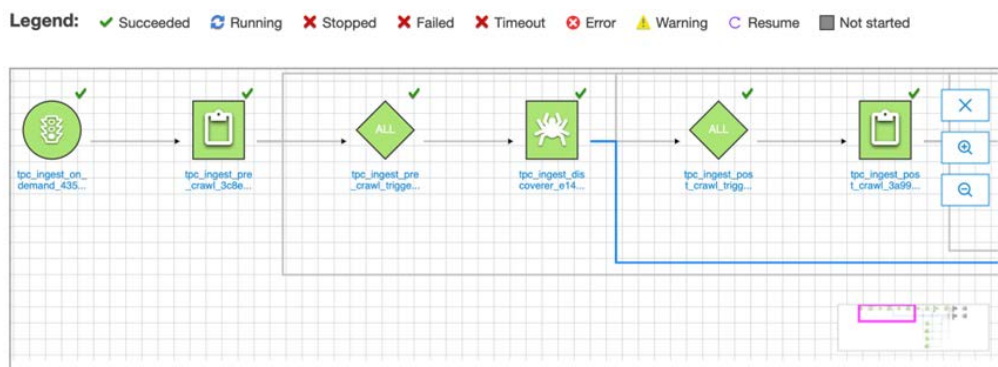 Legend: Succeeded Running Stopped Failed Timeout Error Warning Resume Not started
ALL
ALL
tpc_ingest_on_
demand_435...
tpc_ingest_pre
_crawl_3c8e...
tpc_ingest_pre
_crawl_trigge...
tpc_ingest_dis
coverer_e14...
tpc_ingest_pos
t_crawl_trigg...
tpc_ingest_pos
t_crawl_3a99...